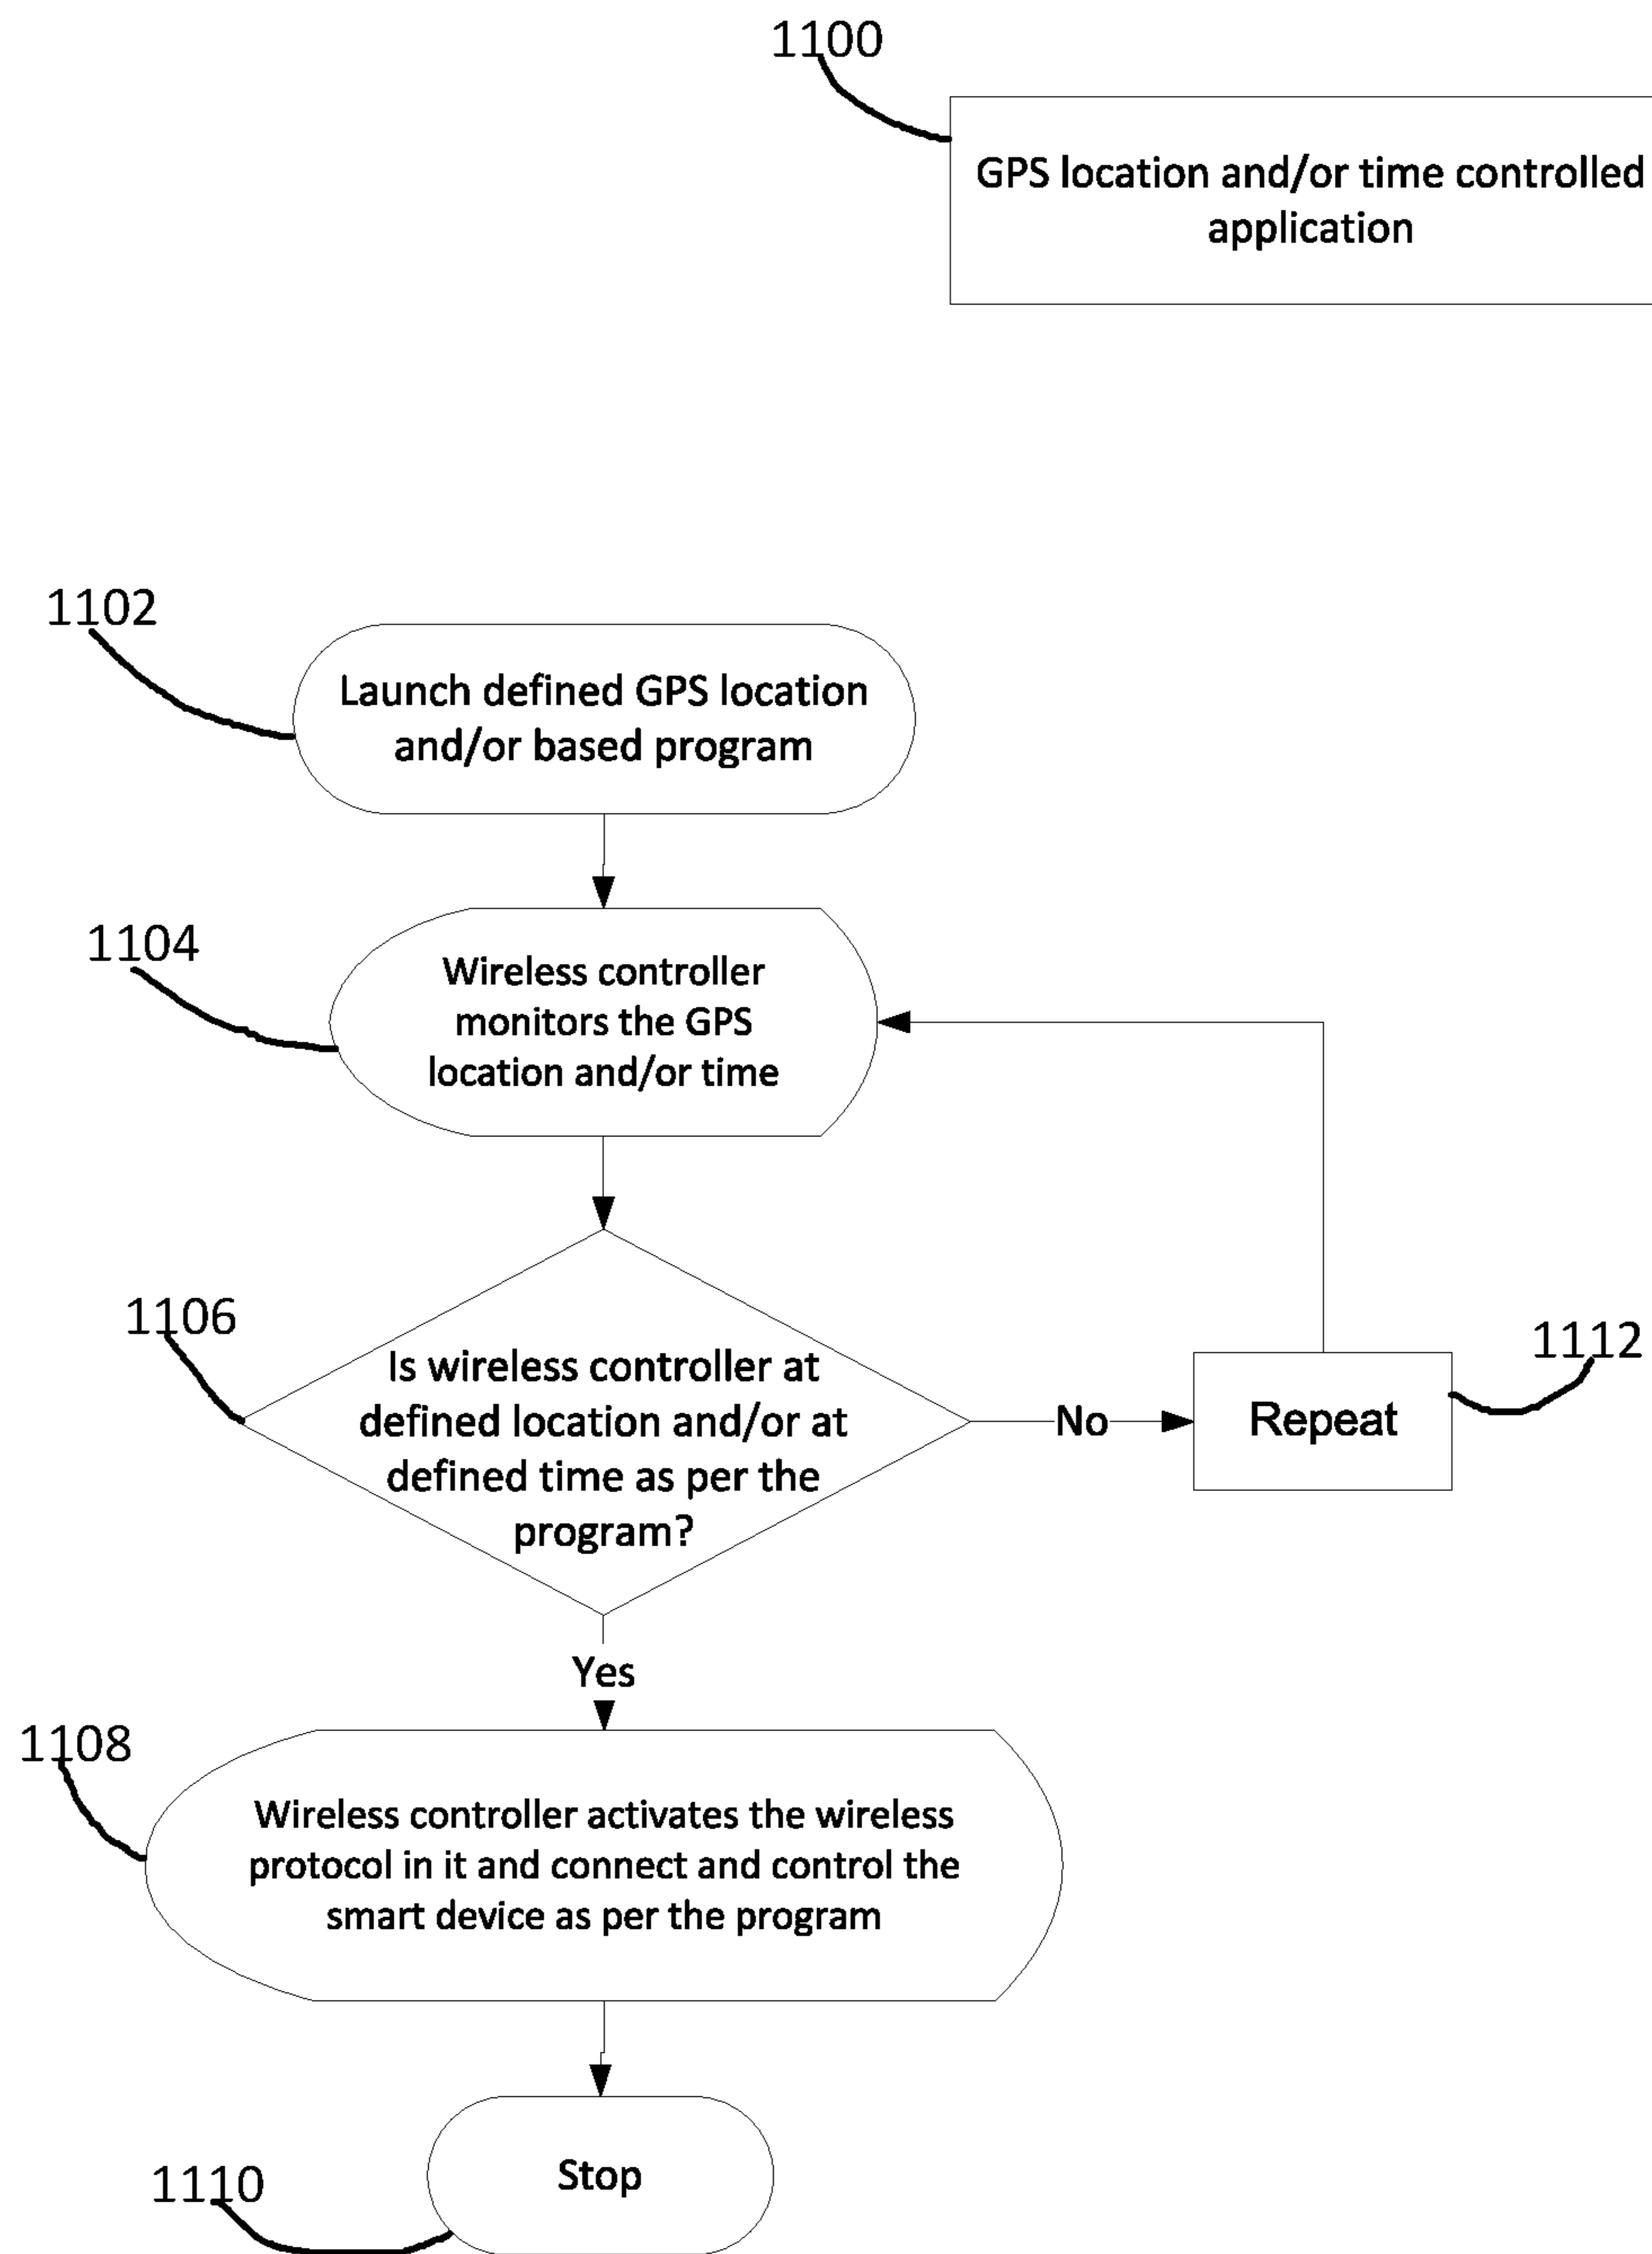 1100
GPS location and/or time controlled
application
1102
Launch defined GPS location
and/or based program
1104
Wireless controller
monitors the GPS
location and/or time
1106
Is wireless controller at
defined location and/or at
defined time as per the
program?
No
Repeat
1112
Yes
1108
Wireless controller activates the wireless
protocol in it and connect and control the
smart device as per the program
Stop
1110